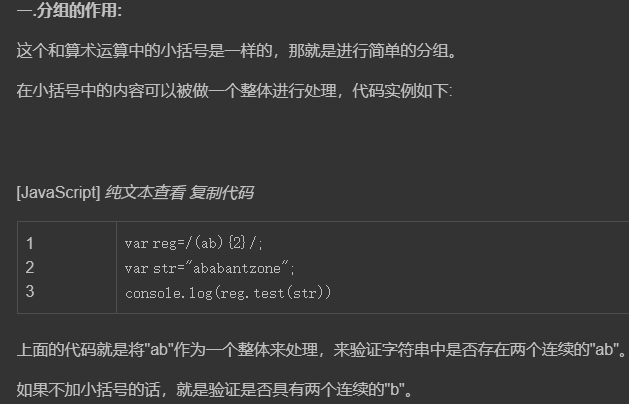 一.分组的作用:
这个和算术运算中的小括号是一样的，那就是进行简单的分组。
在小括号中的内容可以被做一个整体进行处理，代码实例如下:
[JavaScript] 纯文本查看 复制代码
1 var reg=/(ab){2}/;
2 var str="ababantzone";
3 console.log(reg.test(str))
上面的代码就是将"ab"作为一个整体来处理，来验证字符串中是否存在两个连续的"ab"。
如果不加小括号的话，就是验证是否具有两个连续的"b"。